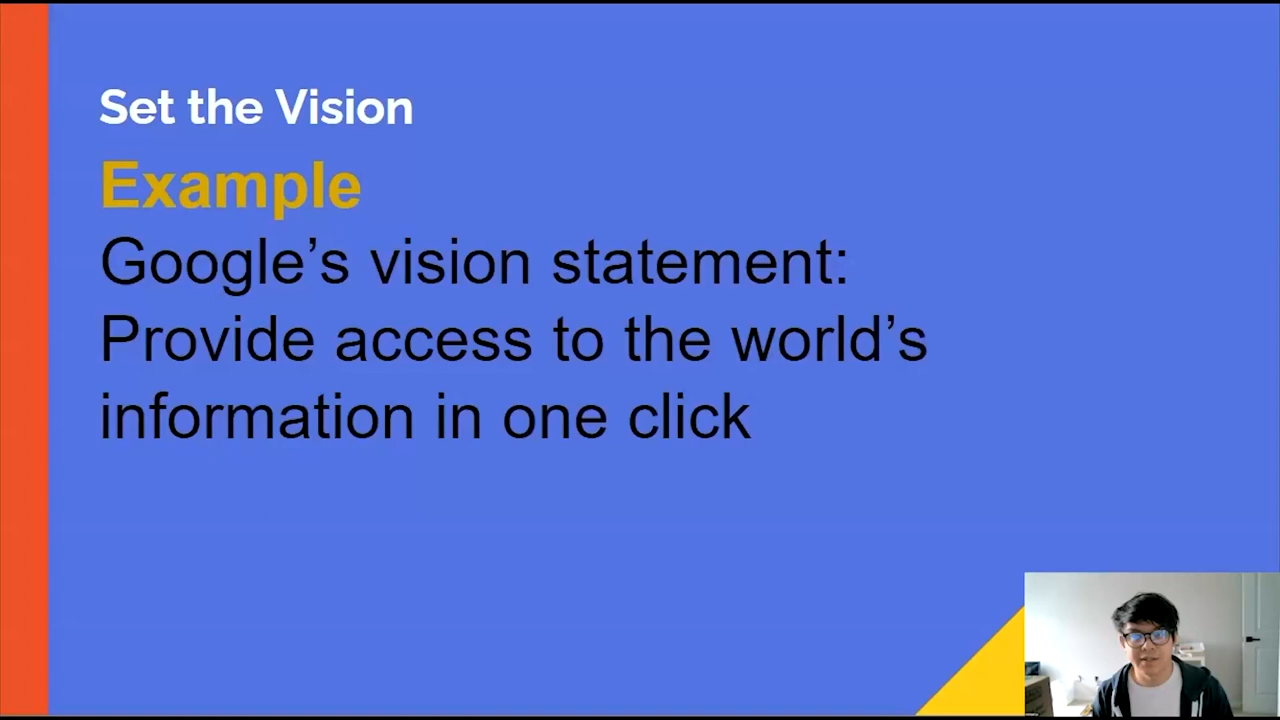 Set the Vision
Example
Google’s vision statement:
Provide access to the world’s
information in one click